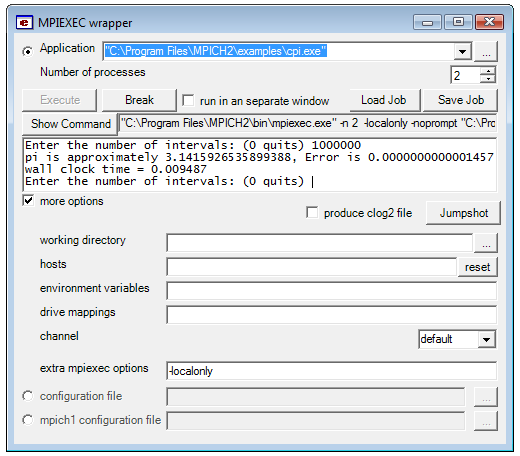 MPIEXEC wrapper
Application "C:\Program Files\MPICH2\examples\cpi.exe" ...
Number of processes 2
Execute Break run in an separate window Load Job Save Job
Show Command "C:\Program Files\MPICH2\bin\mpiexec.exe" -n 2 -localonly -noprompt "C:\Pro
Enter the number of intervals: (0 quits) 1000000
pi is approximately 3.1415926535899388, Error is 0.0000000000001457
wall clock time = 0.009487
Enter the number of intervals: (0 quits)
more options
produce clog2 file Jumpshot
working directory ...
hosts reset
environment variables
drive mappings
channel default
extra mpiexec options -localonly
configuration file ...
mpich1 configuration file ...